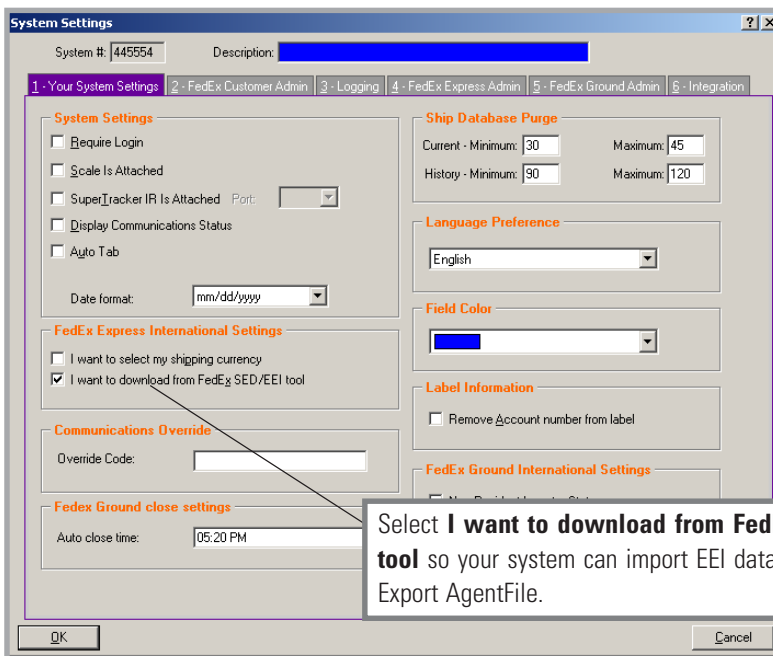 System Settings
System #: 445554 Description:
1 - Your System Settings 2 - FedEx Customer Admin 3 - Logging 4 - FedEx Express Admin 5 - FedEx Ground Admin 6 - Integration
System Settings
Require Login
Scale Is Attached
SuperTracker IR Is Attached Port:
Display Communications Status
Auto Tab
Date format: mm/dd/yyyy
FedEx Express International Settings
I want to select my shipping currency
I want to download from FedEx SED/EEI tool
Communications Override
Override Code:
Fedex Ground close settings
Auto close time: 05:20 PM
Ship Database Purge
Current - Minimum: 30 Maximum: 45
History - Minimum: 90 Maximum: 120
Language Preference
English
Field Color
Label Information
Remove Account number from label
FedEx Ground International Settings
Select I want to download from Fed
tool so your system can import EEI data
Export AgentFile.
OK Cancel